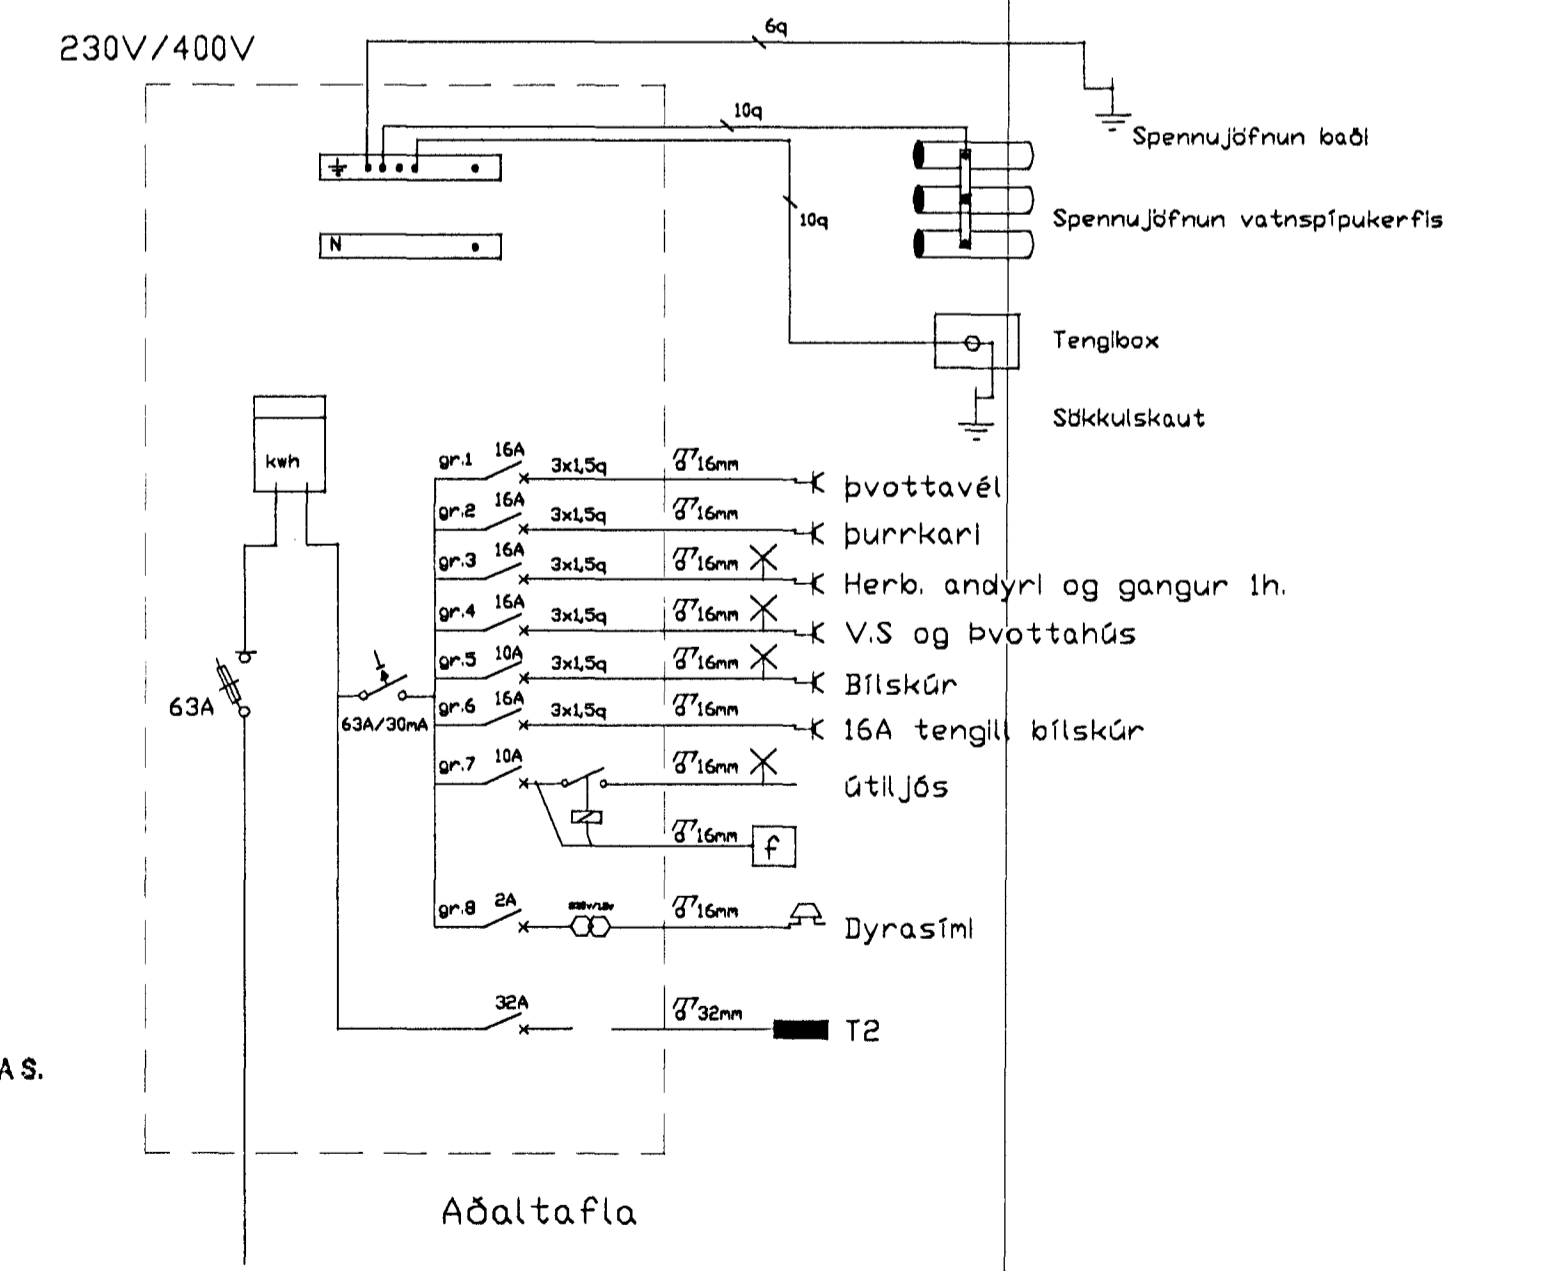 230V/400V
6q
10q
Spennujöfnun baði
10q
Spennujöfnun vatnspípukerfis
N
Tengibox
Sökkulskaut
kwh
gr.1 16A 3x1,5q 16mm þvottavél
gr.2 16A 3x1,5q 16mm þurrkari
gr.3 16A 3x1,5q 16mm Herb. andyri og gangur 1h.
gr.4 16A 3x1,5q 16mm V.S og Þvottahús
gr.5 10A 3x1,5q 16mm Bílskúr
63A
63A/30mA
gr.6 16A 3x1,5q 16mm 16A tengill bílskúr
gr.7 10A 16mm útiljós
16mm f
gr.8 2A 16mm Dyrasími
32A 32mm T2
AS.
Aðaltafla